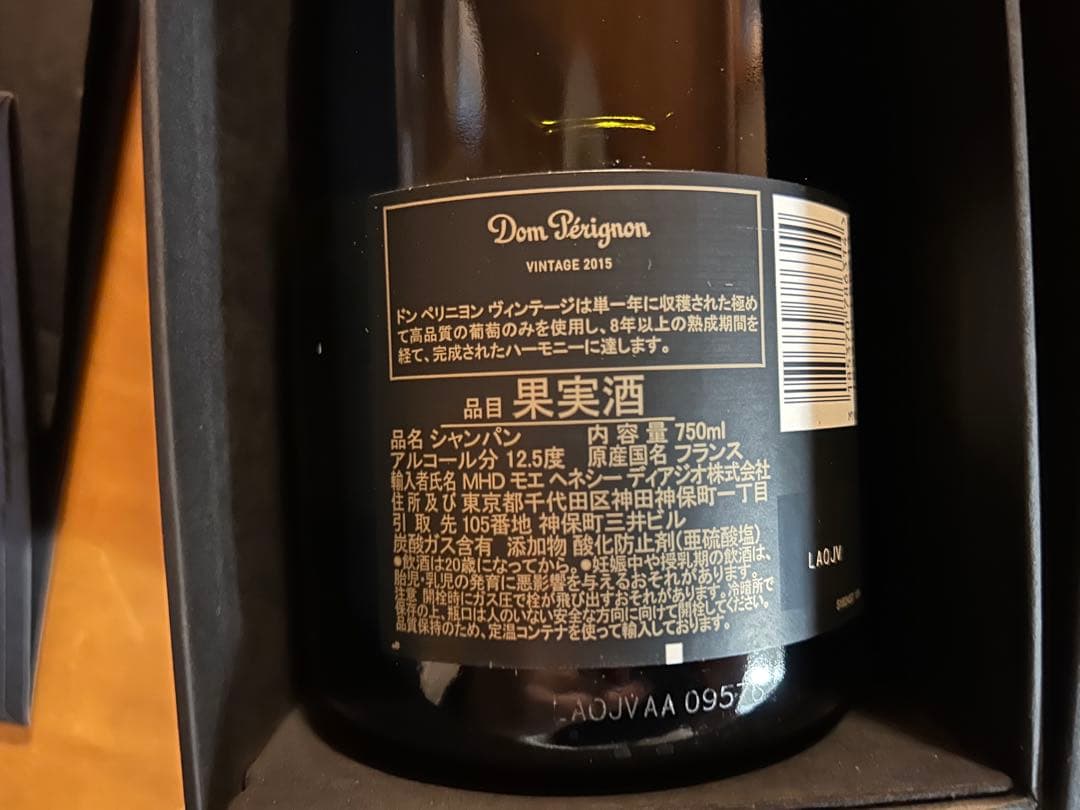 Dom Pérignon
VINTAGE 2015
ドン ペリニヨン ヴィンテージは単一年に収穫された極め
て高品質の葡萄のみを使用し、8年以上の熟成期間を
経て、完成されたハーモニーに達します。
品目 果実酒
品名 シャンパン 内容量 750ml
アルコール分 12.5度 原産国名 フランス
輸入者氏名 MHD モエ ヘネシー ディアジオ株式会社
住所及び 東京都千代田区神田神保町一丁目
引取先 105番地 神保町三井ビル
炭酸ガス含有 添加物 酸化防止剤(亜硫酸塩)
●飲酒は20歳になってから。●妊娠中や授乳期の飲酒は、
胎児・乳児の発育に悪影響を与えるおそれがあります。
注意 開栓時にガス圧で栓が飛び出すおそれがあります。冷暗所で
保存の上、瓶口は人のいない安全な方向に向けて開栓してください。
品質保持のため、定温コンテナを使って輸入しております。
LAOJV
LAOJVAA 09578